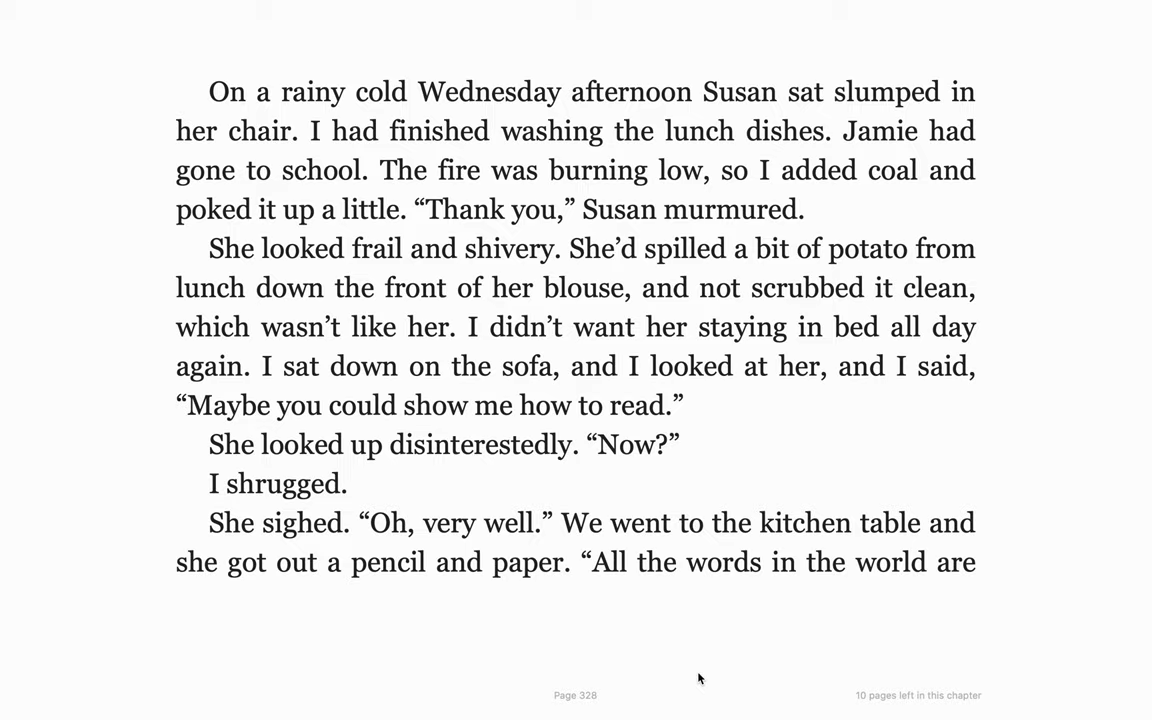 On a rainy cold Wednesday afternoon Susan sat slumped in
her chair. I had finished washing the lunch dishes. Jamie had
gone to school. The fire was burning low, so I added coal and
poked it up a little. “Thank you,” Susan murmured.
She looked frail and shivery. She’d spilled a bit of potato from
lunch down the front of her blouse, and not scrubbed it clean,
which wasn’t like her. I didn’t want her staying in bed all day
again. I sat down on the sofa, and I looked at her, and I said,
“Maybe you could show me how to read.”
She looked up disinterestedly. “Now?”
I shrugged.
She sighed. “Oh, very well.” We went to the kitchen table and
she got out a pencil and paper. “All the words in the world are
Page 328
10 pages left in this chapter